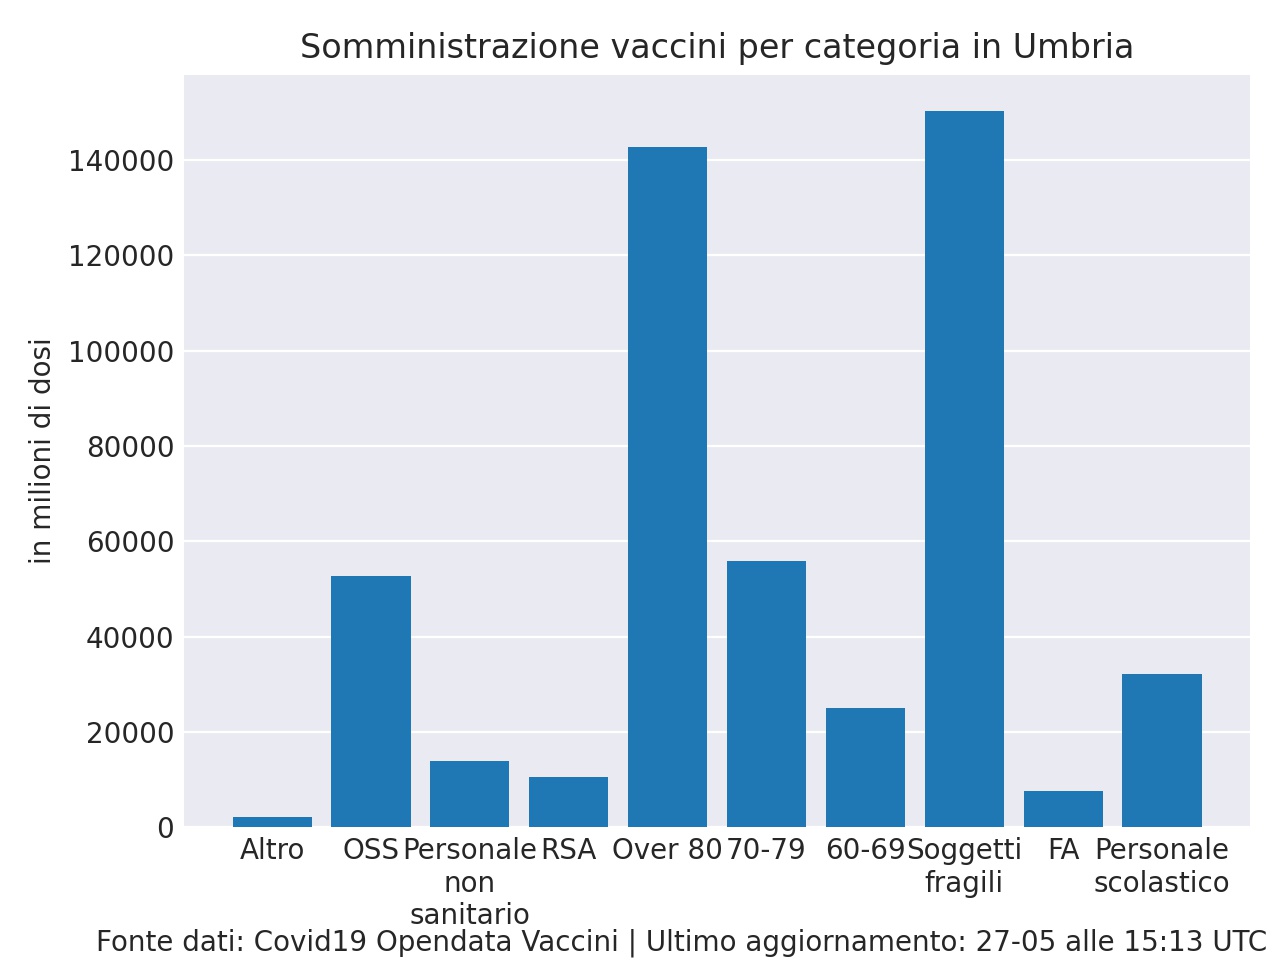 Somministrazione vaccini per categoria in Umbria
in milioni di dosi
140000
120000
100000
80000
60000
40000
20000
0
Altro OSS Personale RSA Over 80 70-79 60-69 Soggetti FA Personale
non fragili scolastico
sanitario
Fonte dati: Covid19 Opendata Vaccini | Ultimo aggiornamento: 27-05 alle 15:13 UTC